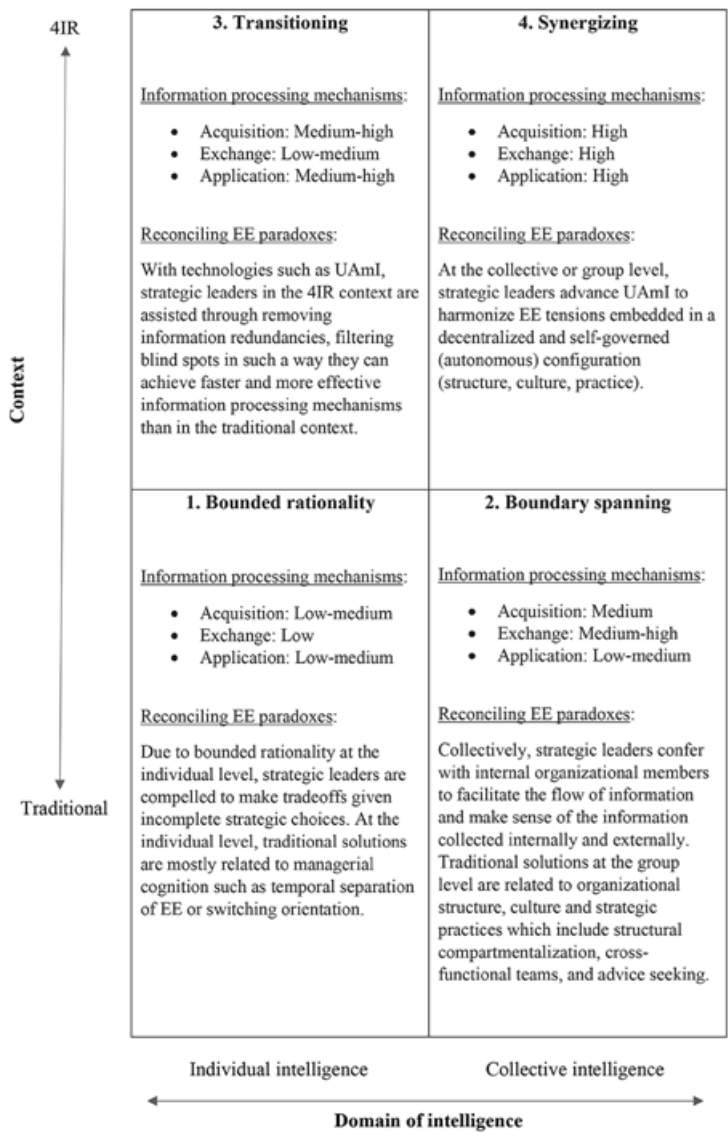 4IR
3. Transitioning
Information processing mechanisms:
• Acquisition: Medium-high
• Exchange: Low-medium
• Application: Medium-high
Reconciling EE paradoxes:
With technologies such as UAmI,
strategic leaders in the 4IR context are
assisted through removing
information redundancies, filtering
blind spots in such a way they can
achieve faster and more effective
information processing mechanisms
than in the traditional context.
4. Synergizing
Information processing mechanisms:
• Acquisition: High
• Exchange: High
• Application: High
Reconciling EE paradoxes:
At the collective or group level,
strategic leaders advance UAmI to
harmonize EE tensions embedded in a
decentralized and self-governed
(autonomous) configuration
(structure, culture, practice).
Context
1. Bounded rationality
Information processing mechanisms:
• Acquisition: Low-medium
• Exchange: Low
• Application: Low-medium
Reconciling EE paradoxes:
Due to bounded rationality at the
individual level, strategic leaders are
compelled to make tradeoffs given
incomplete strategic choices. At the
individual level, traditional solutions
are mostly related to managerial
cognition such as temporal separation
of EE or switching orientation.
2. Boundary spanning
Information processing mechanisms:
• Acquisition: Medium
• Exchange: Medium-high
• Application: Low-medium
Reconciling EE paradoxes:
Collectively, strategic leaders confer
with internal organizational members
to facilitate the flow of information
and make sense of the information
collected internally and externally.
Traditional solutions at the group
level are related to organizational
structure, culture and strategic
practices which include structural
compartmentalization, cross-
functional teams, and advice seeking.
Traditional
Individual intelligence
Collective intelligence
Domain of intelligence